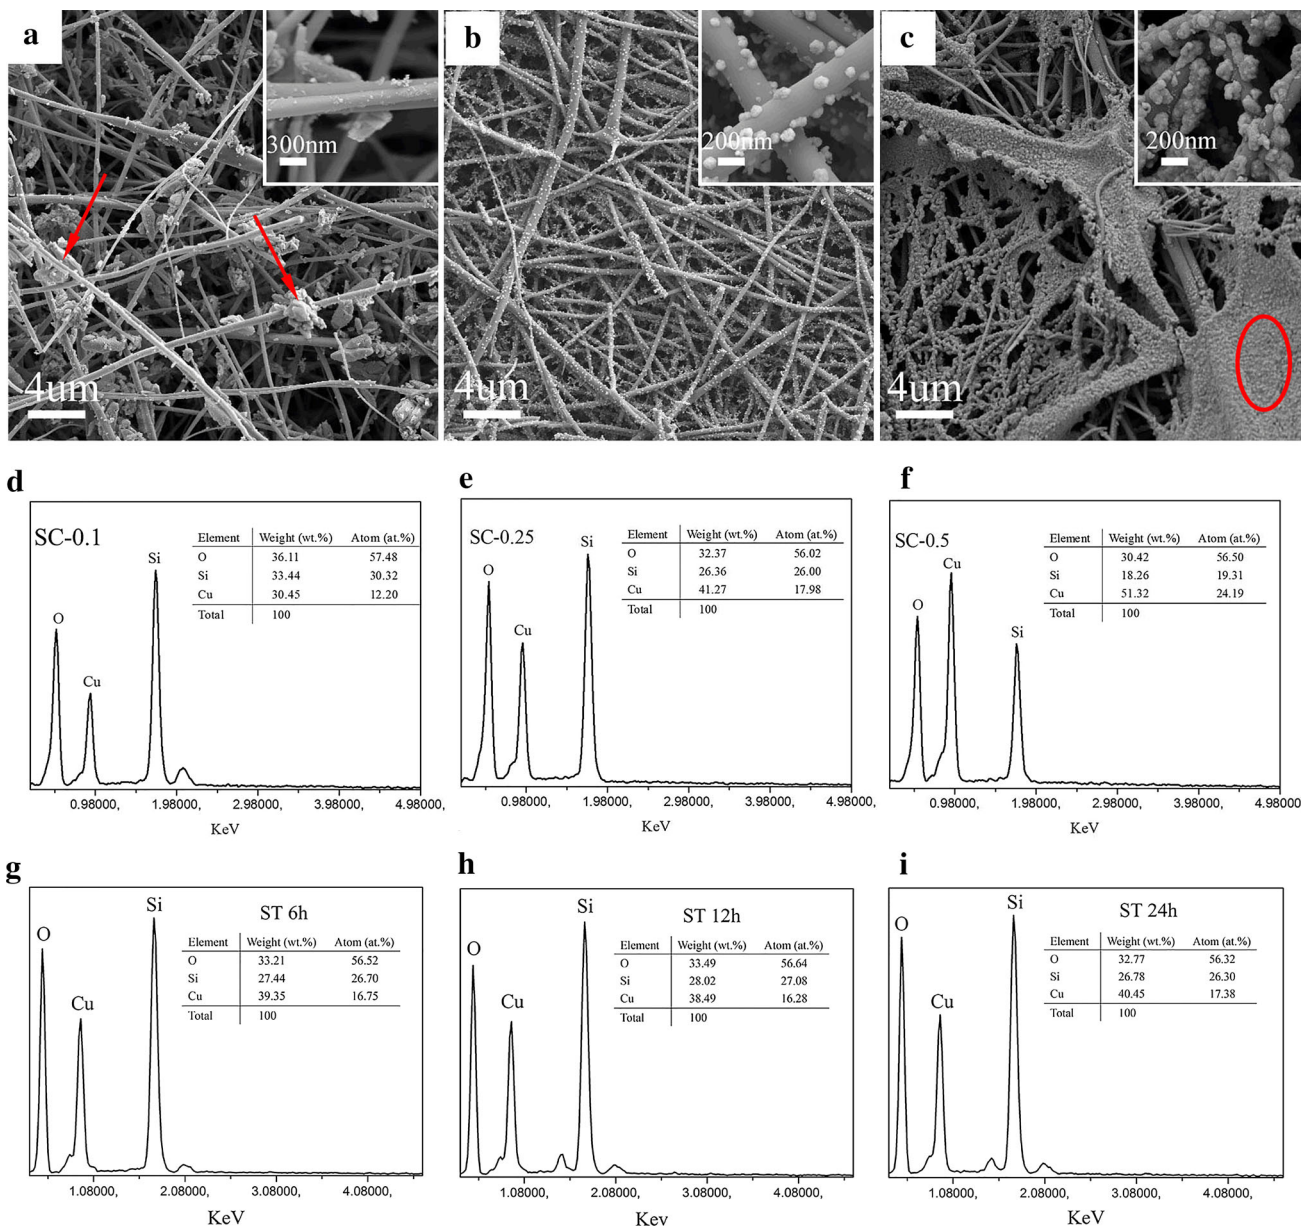 a
300nm
4um
b
200nm
4um
c
200nm
4um
d
SC-0.1
Element Weight (wt.%) Atom (at.%)
O 36.11 57.48
Si 33.44 30.32
Cu 30.45 12.20
Total 100
O
Cu
Si
0.98000, 1.98000, 2.98000, 3.98000, 4.98000,
KeV
e
SC-0.25
Element Weight (wt.%) Atom (at.%)
O 32.37 56.02
Si 26.36 26.00
Cu 41.27 17.98
Total 100
O
Cu
Si
0.98000, 1.98000, 2.98000, 3.98000, 4.98000,
KeV
f
SC-0.5
Element Weight (wt.%) Atom (at.%)
O 30.42 56.50
Si 18.26 19.31
Cu 51.32 24.19
Total 100
O
Cu
Si
0.98000, 1.98000, 2.98000, 3.98000, 4.98000,
KeV
g
ST 6h
Element Weight (wt.%) Atom (at.%)
O 33.21 56.52
Si 27.44 26.70
Cu 39.35 16.75
Total 100
O
Cu
Si
1.08000, 2.08000, 3.08000, 4.08000,
KeV
h
ST 12h
Element Weight (wt.%) Atom (at.%)
O 33.49 56.64
Si 28.02 27.08
Cu 38.49 16.28
Total 100
O
Cu
Si
1.08000, 2.08000, 3.08000, 4.08000,
Kev
i
ST 24h
Element Weight (wt.%) Atom (at.%)
O 32.77 56.32
Si 26.78 26.30
Cu 40.45 17.38
Total 100
O
Cu
Si
1.08000, 2.08000, 3.08000, 4.08000,
KeV